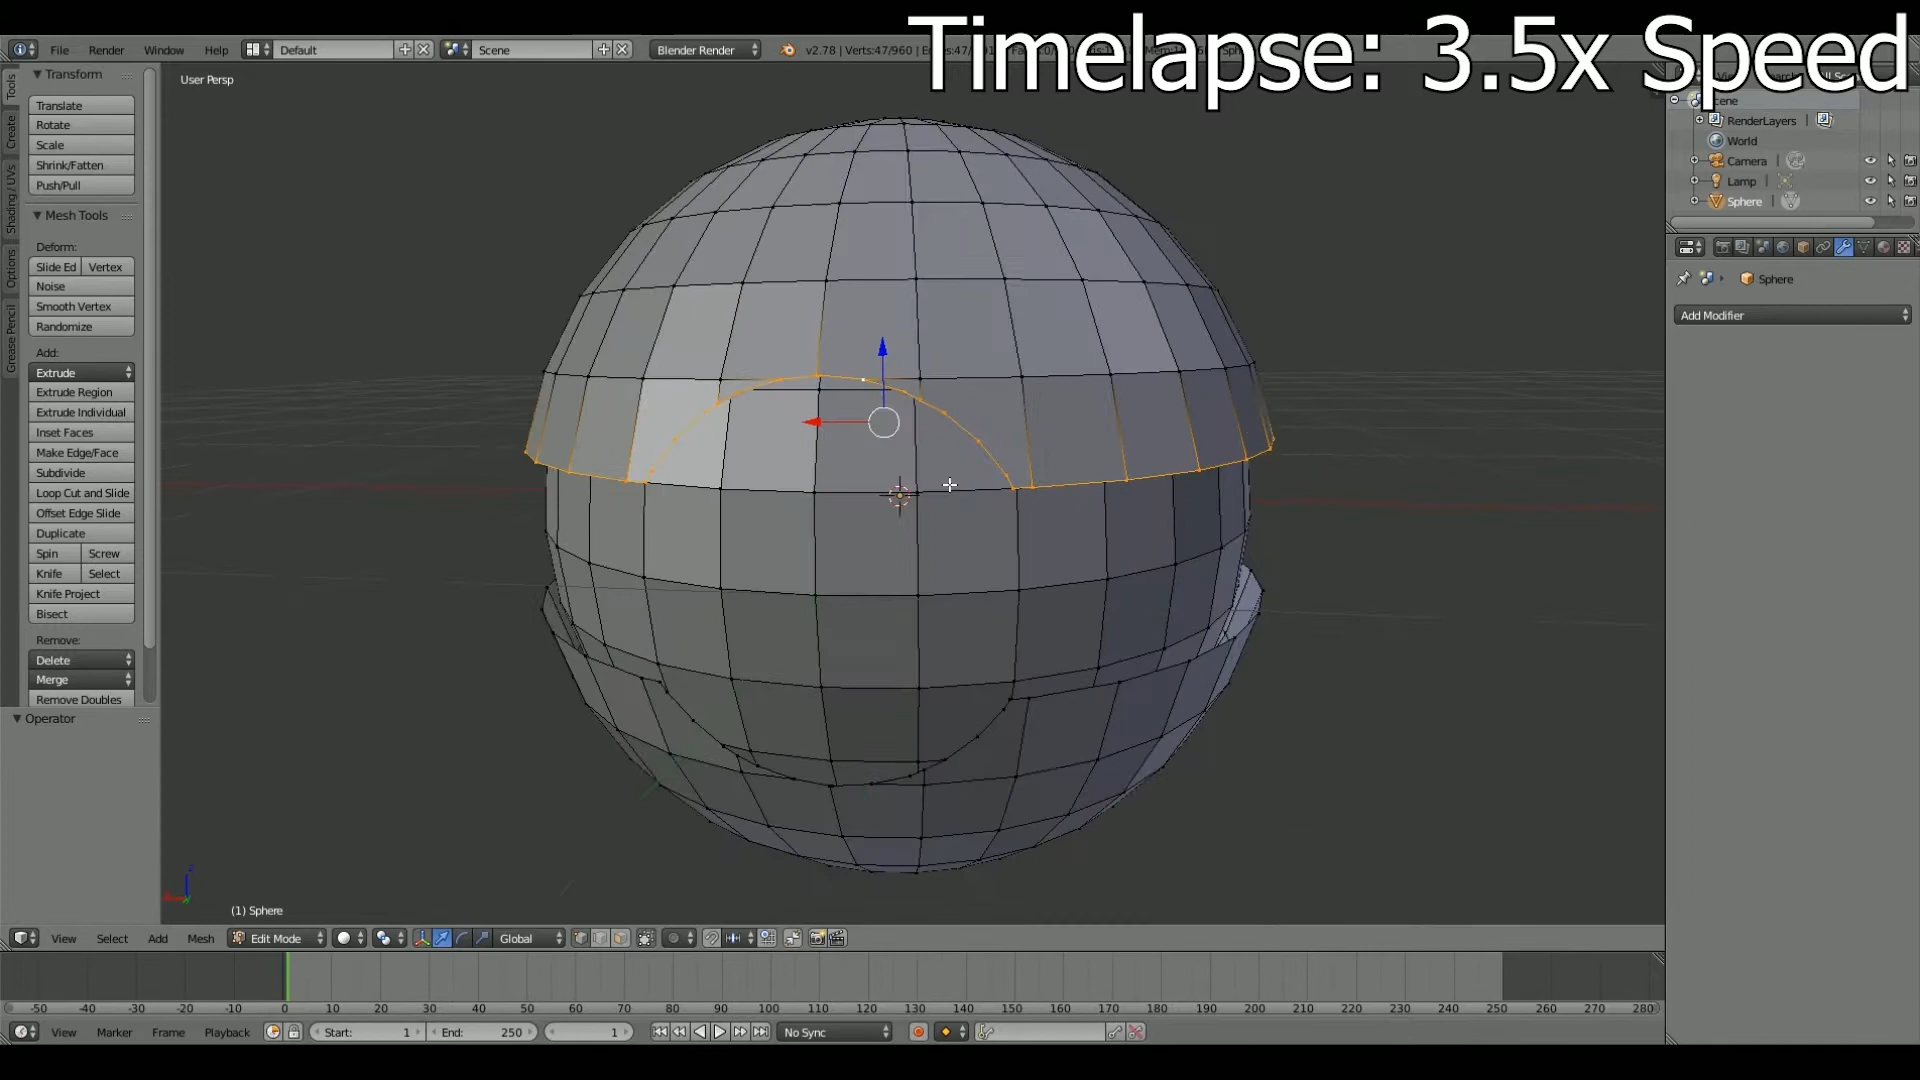 Timelapse: 3.5x Speed
File Render Window Help Default Scene Blender Render v2.78 | Verts:47/960 |
Transform
User Persp
Translate
Rotate
Scale
Shrink/Fatten
Push/Pull
Mesh Tools
Deform:
Slide Ed Vertex
Noise
Smooth Vertex
Randomize
Add:
Extrude
Extrude Region
Extrude Individual
Inset Faces
Make Edge/Face
Subdivide
Loop Cut and Slide
Offset Edge Slide
Duplicate
Spin Screw
Knife Select
Knife Project
Bisect
Remove:
Delete
Merge
Remove Doubles
Operator
Tools
Create
Shading / UVs
Options
Grease Pencil
RenderLayers
World
Camera
Lamp
Sphere
Sphere
Add Modifier
(1) Sphere
View Select Add Mesh Edit Mode Global
-50 -40 -30 -20 -10 0 10 20 30 40 50 60 70 80 90 100 110 120 130 140 150 160 170 180 190 200 210 220 230 240 250 260 270 280
View Marker Frame Playback Start: 1 End: 250 1 No Sync